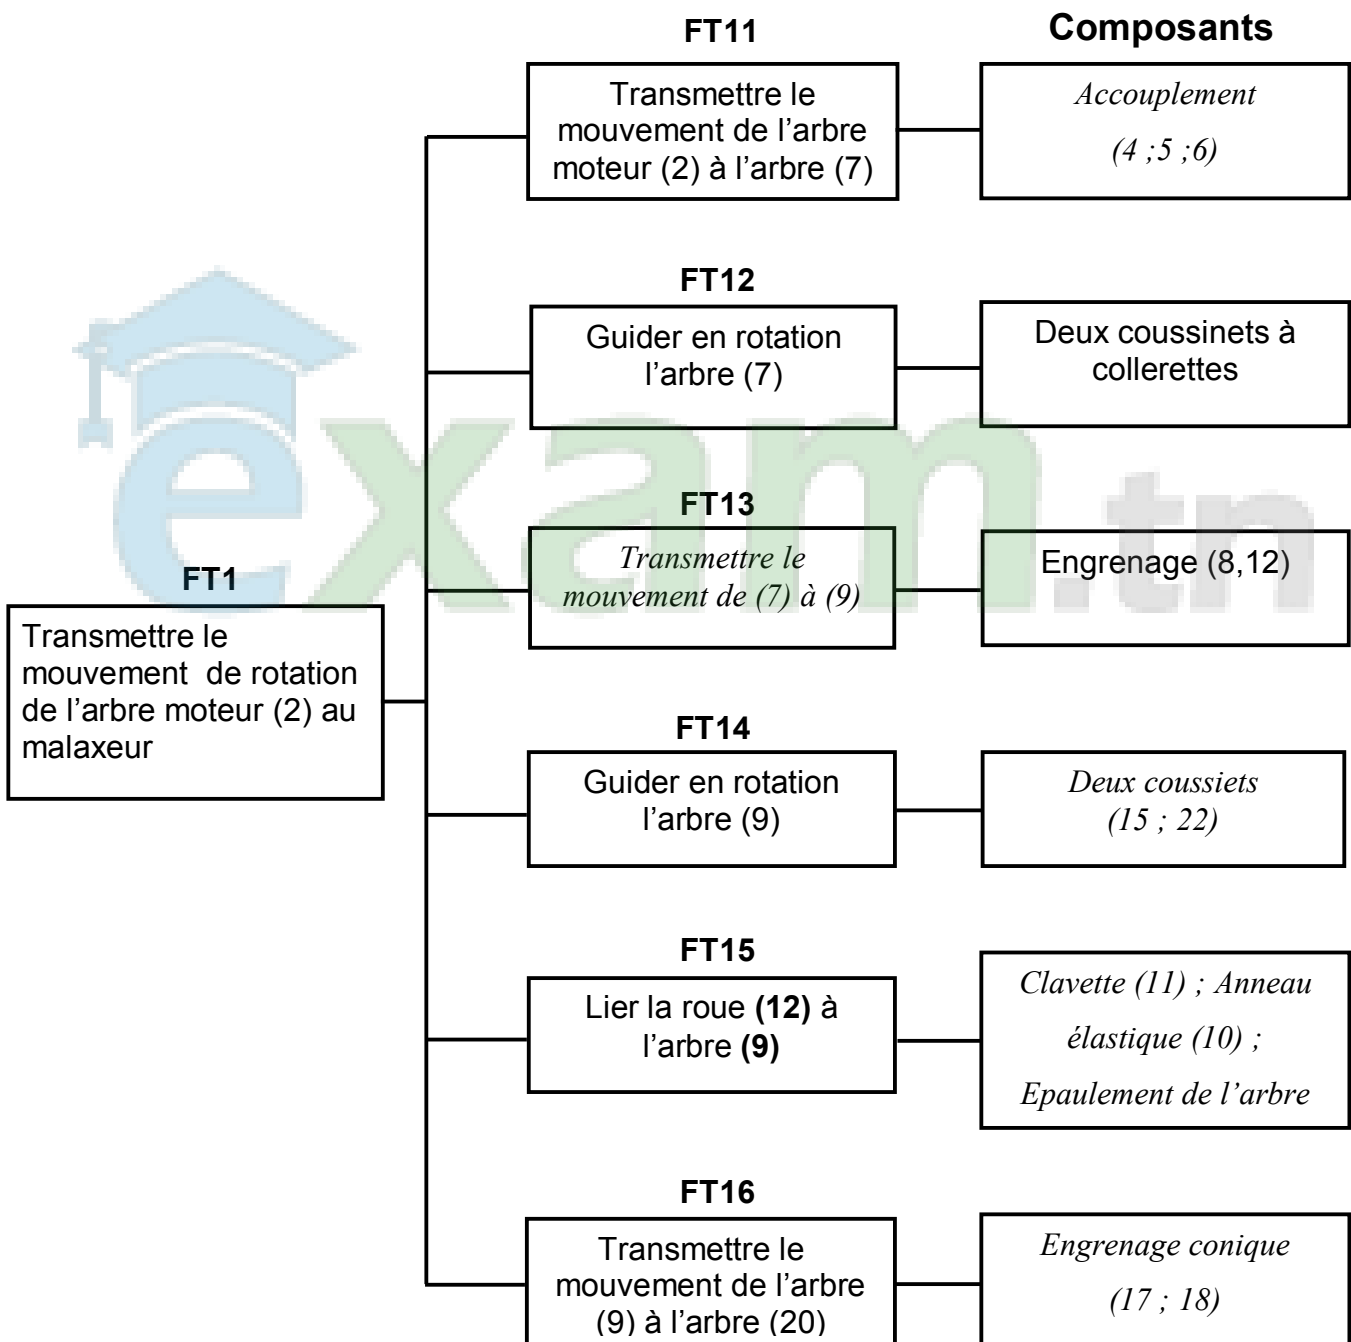 FT11
Composants
Transmettre le
mouvement de l’arbre
moteur (2) à l’arbre (7)
Accouplement
(4 ;5 ;6)
FT12
Guider en rotation
l’arbre (7)
Deux coussinets à
collerettes
FT13
Transmettre le
mouvement de (7) à (9)
Engrenage (8,12)
FT1
Transmettre le
mouvement de rotation
de l’arbre moteur (2) au
malaxeur
FT14
Guider en rotation
l’arbre (9)
Deux coussiets
(15 ; 22)
FT15
Lier la roue (12) à
l’arbre (9)
Clavette (11) ; Anneau
élastique (10) ;
Epaulement de l’arbre
FT16
Transmettre le
mouvement de l’arbre
(9) à l’arbre (20)
Engrenage conique
(17 ; 18)
exam.tn